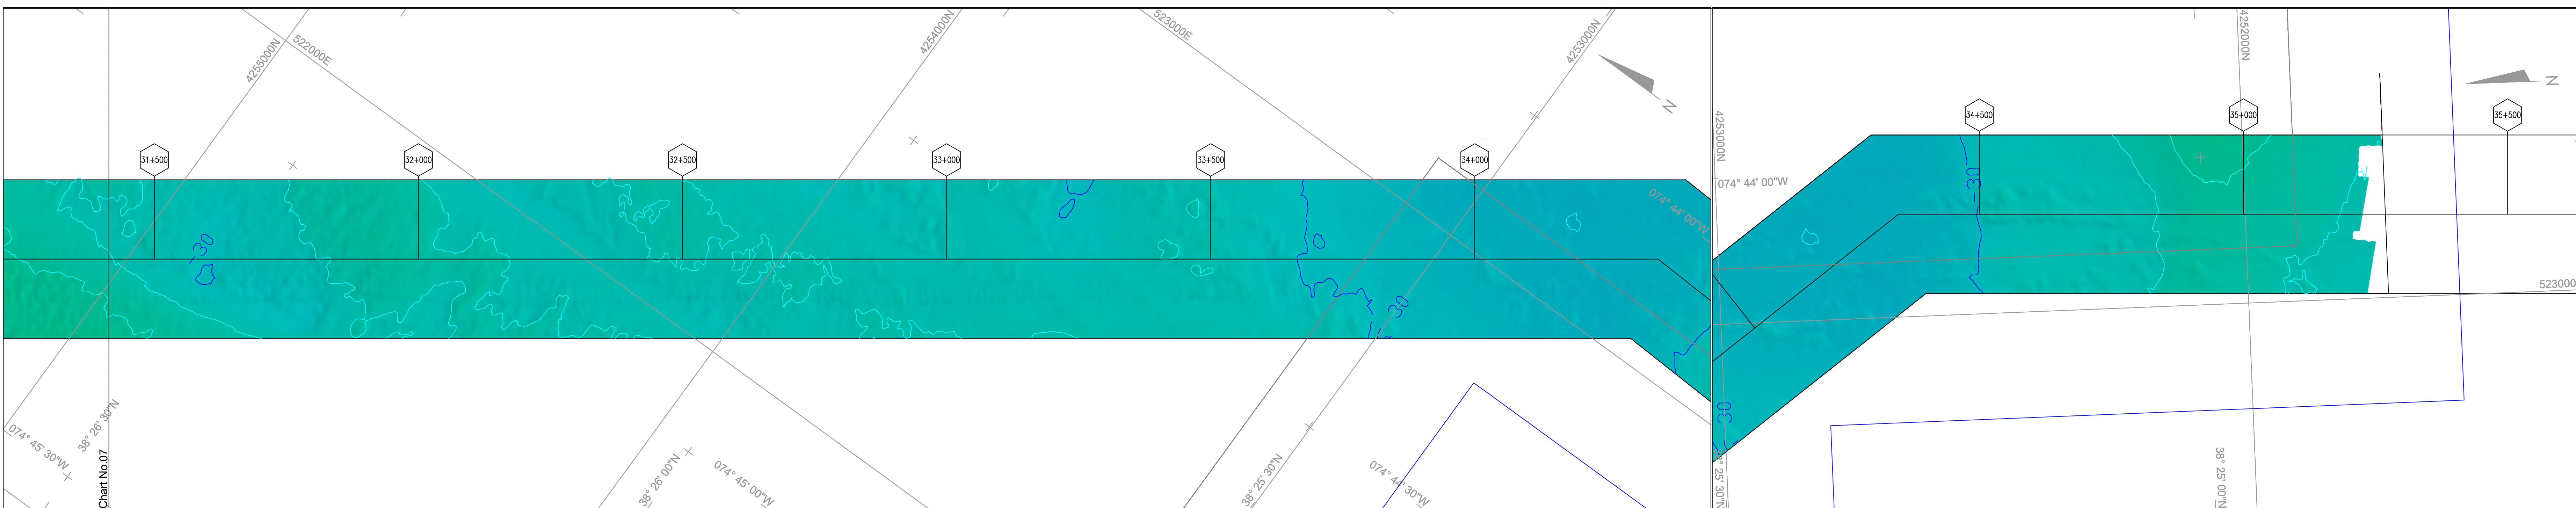 4255000N
522000E
4254000N
523000E
4253000N
N
4252000N
N
31+500
32+000
32+500
33+000
33+500
34+000
34+500
35+000
35+500
4253000N
074° 44' 00"W
074° 44' 00"W
-30
-30
-30
30
523000
074° 45' 30"W
38° 26' 30"N
Chart No.07
38° 26' 00"N
074° 45' 00"W
38° 25' 30"N
074° 44' 30"W
° 25' 30"N
38° 25' 00"N